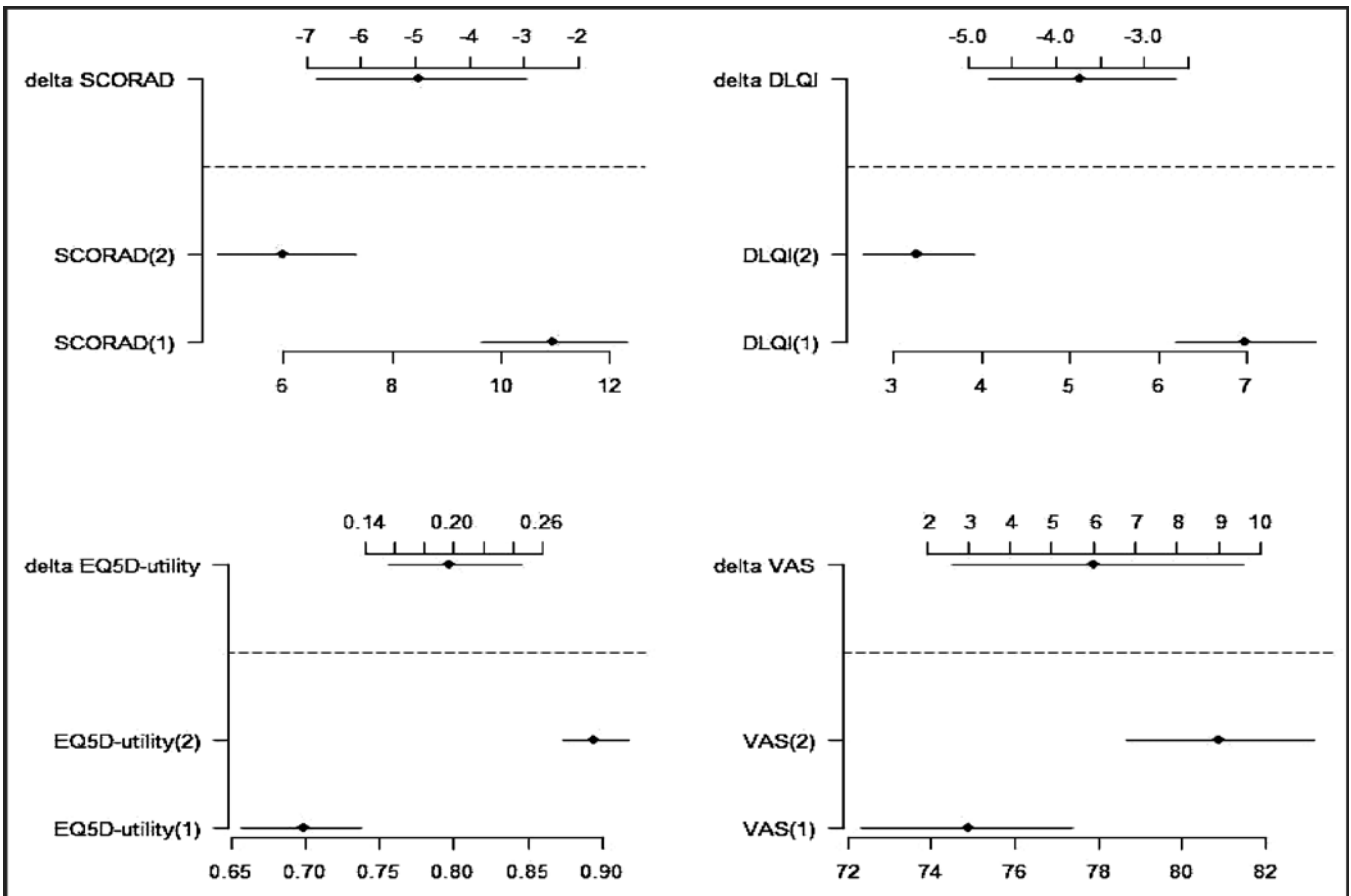 -7 -6 -5 -4 -3 -2
delta SCORAD
SCORAD(2)
SCORAD(1)
6 8 10 12
-5.0 -4.0 -3.0
delta DLQI
DLQI(2)
DLQI(1)
3 4 5 6 7
0.14 0.20 0.26
delta EQ5D-utility
EQ5D-utility(2)
EQ5D-utility(1)
0.65 0.70 0.75 0.80 0.85 0.90
2 3 4 5 6 7 8 9 10
delta VAS
VAS(2)
VAS(1)
72 74 76 78 80 82